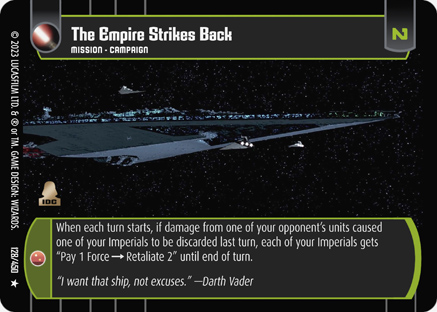 The Empire Strikes Back
MISSION - CAMPAIGN
N
IDC
When each turn starts, if damage from one of your opponent's units caused
one of your Imperials to be discarded last turn, each of your Imperials gets
"Pay 1 Force → Retaliate 2" until end of turn.
"I want that ship, not excuses." —Darth Vader
© 2023 LUCASFILM LTD. & ® or TM. GAME DESIGN: WIZARDS.
128/450 ★